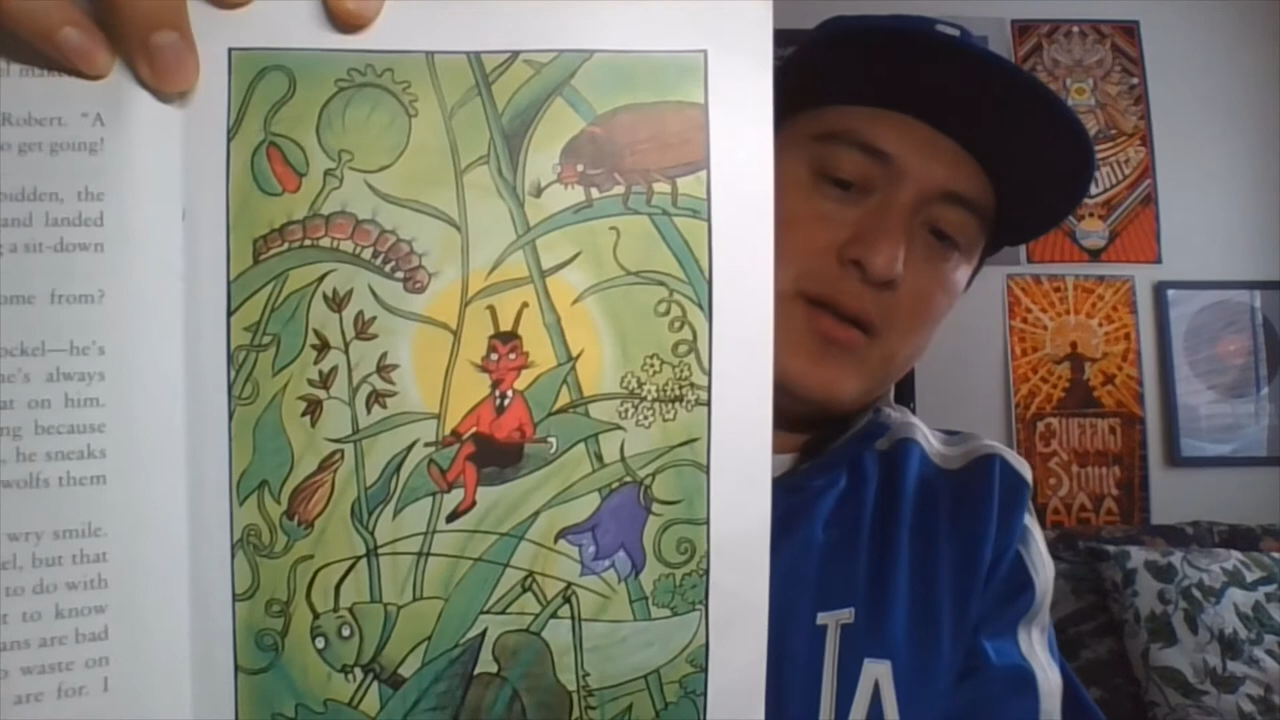 Robert. "A
o get going!
bidden, the
and landed
g a sit-down
ome from?
ockel—he's
he's always
at on him.
ng because
, he sneaks
wolfs them
wry smile.
el, but that
to do with
t to know
ans are bad
o waste on
are for. I
QUEENS
Stone
AGE
LA